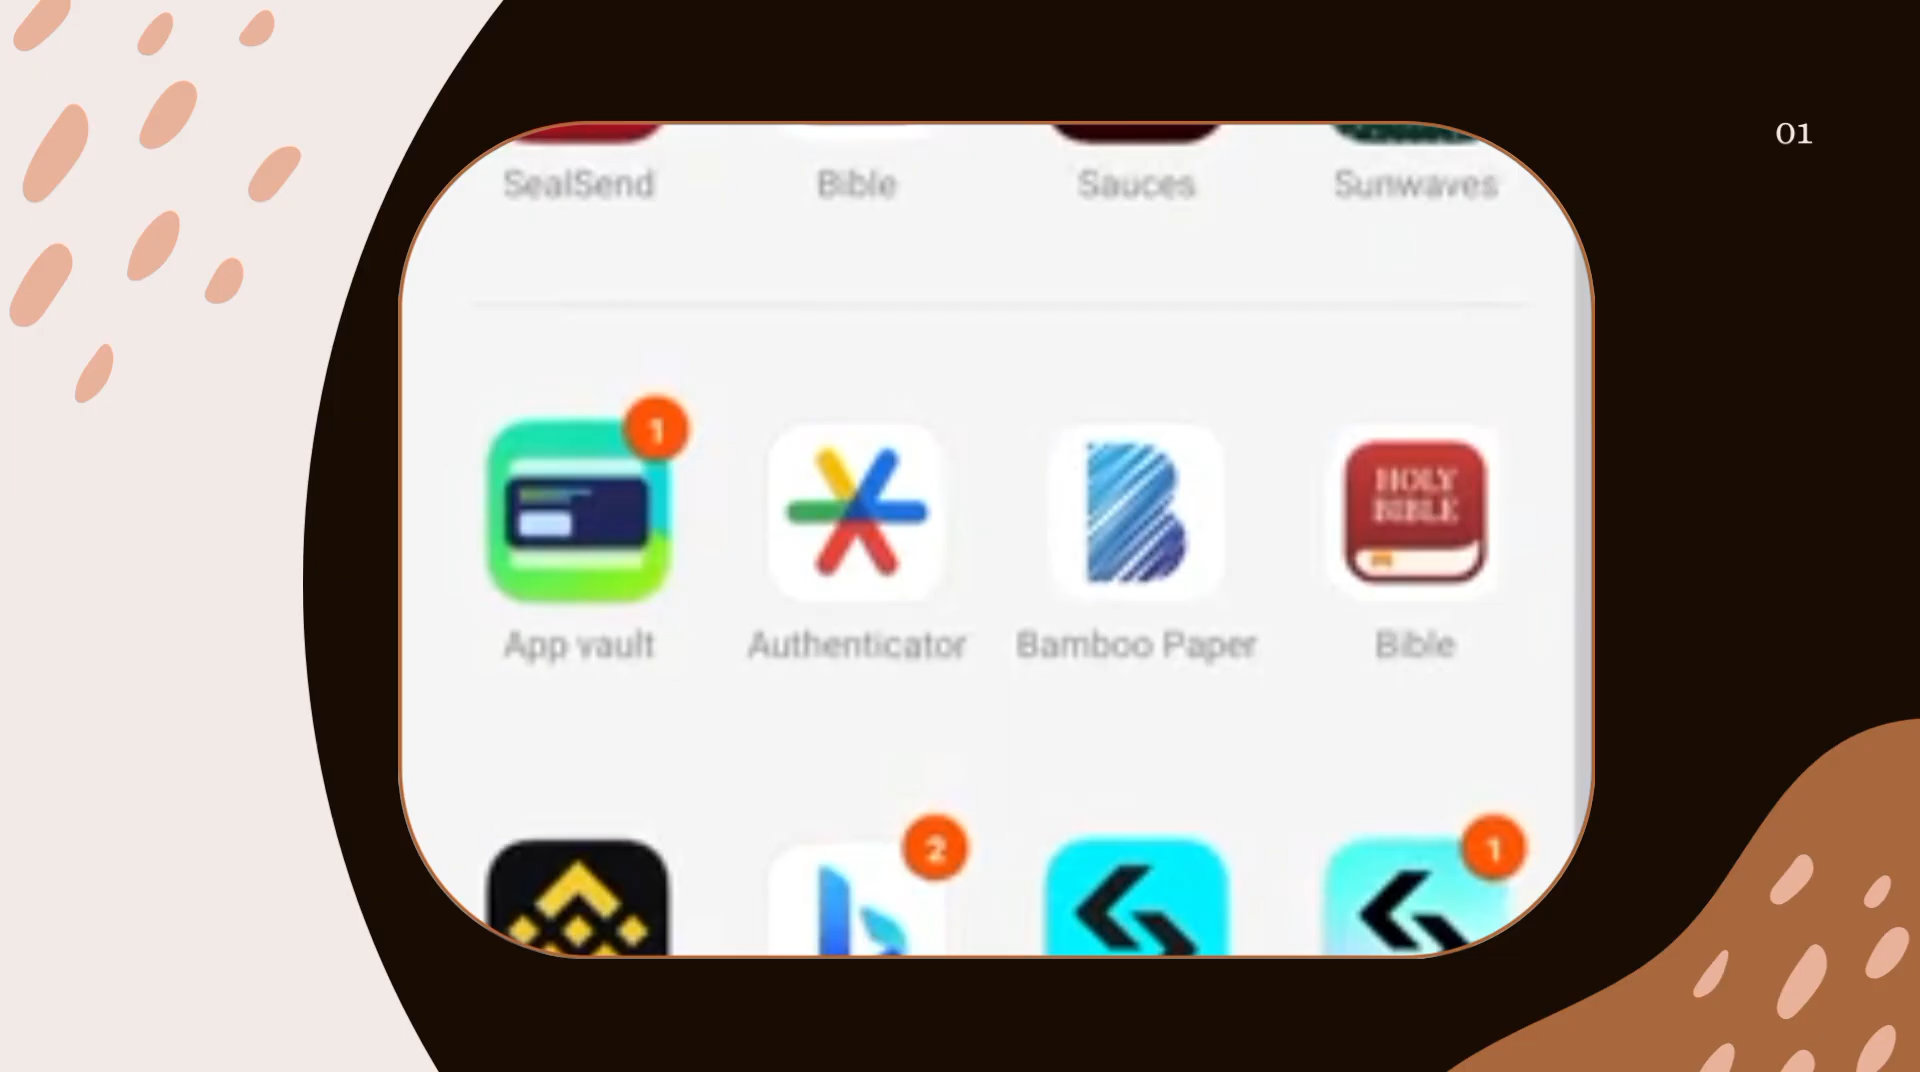 01
SealSend Bible Sauces Sunwaves
1
HOLY
BIBLE
App vault Authenticator Bamboo Paper Bible
2 1